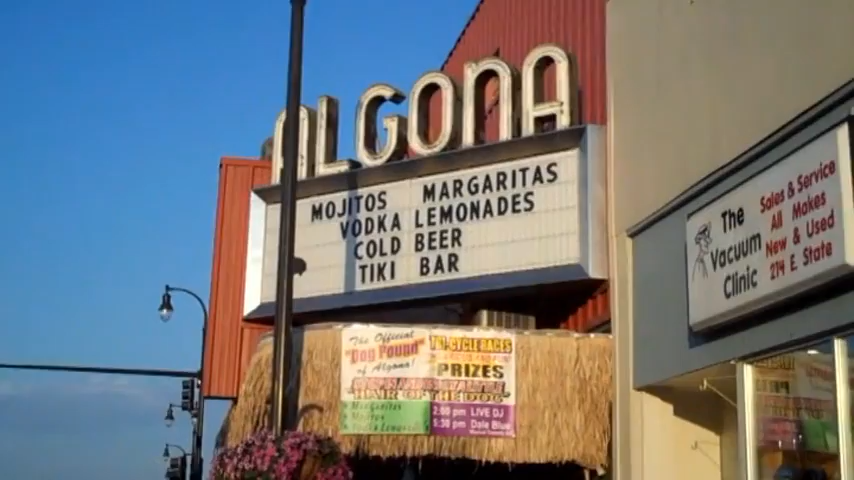 ALGONA
MOJITOS MARGARITAS
VODKA LEMONADES
COLD BEER
TIKI BAR
The Official
"Dog Pound"
of Algona!
PRIZES
HAIR OF THE DOG
Margaritas
Mojitos
Vodka Lemonades
2:00 pm LIVE DJ
5:30 pm Dale Blue
The
Vacuum
Clinic
Sales & Service
All Makes
New & Used
214 E. State